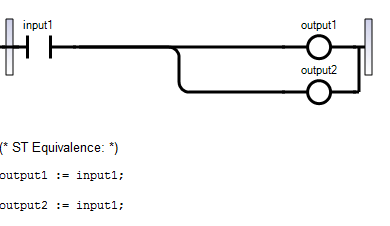 input1
output1
output2
(* ST Equivalence: *)
output1 := input1;
output2 := input1;